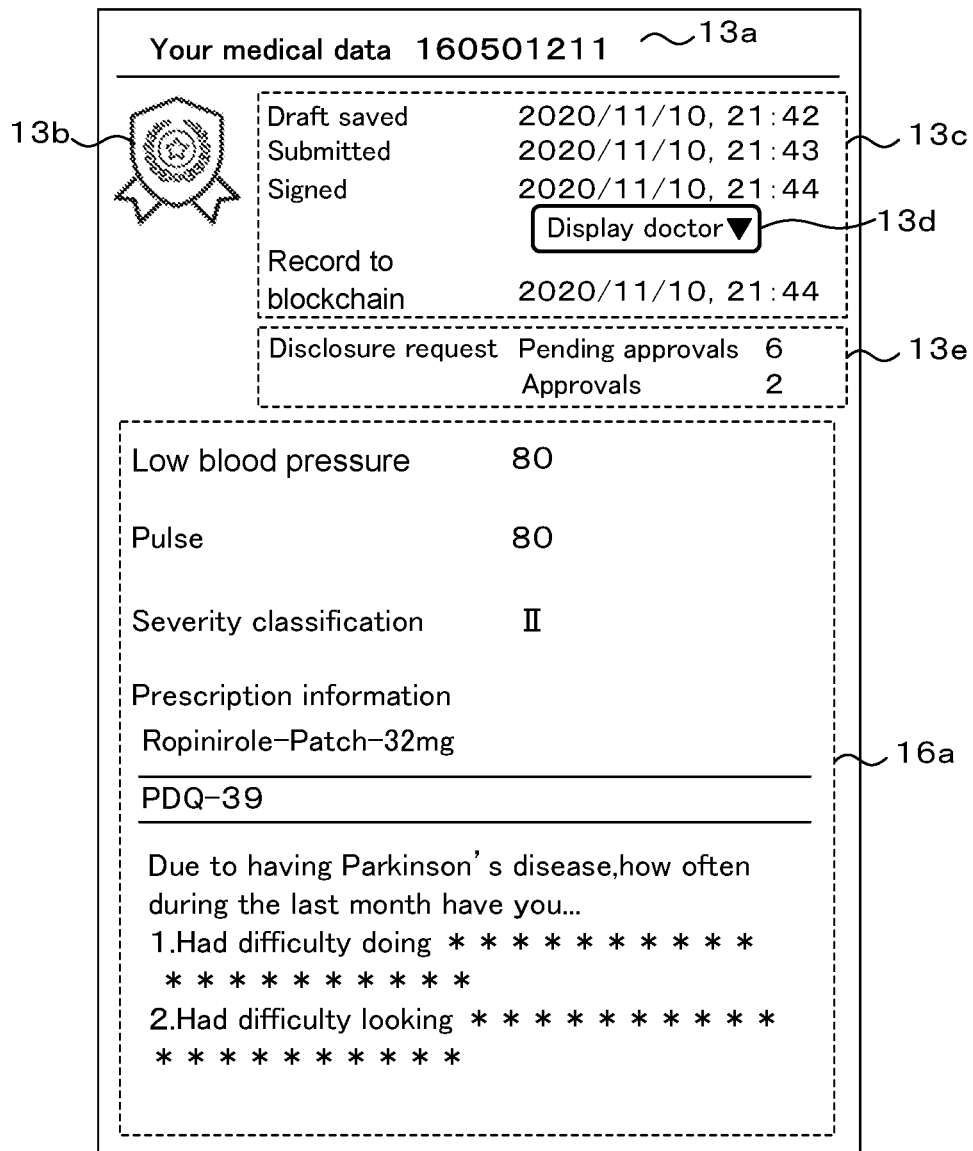 Your medical data 160501211 13a
13b
Draft saved 2020/11/10, 21:42
Submitted 2020/11/10, 21:43 13c
Signed 2020/11/10, 21:44
Display doctor▼ 13d
Record to
blockchain 2020/11/10, 21:44
Disclosure request Pending approvals 6 13e
Approvals 2
Low blood pressure 80
Pulse 80
Severity classification Ⅱ
Prescription information
Ropinirole-Patch-32mg
16a
PDQ-39
Due to having Parkinson's disease,how often
during the last month have you...
1.Had difficulty doing * * * * * * * * * *
* * * * * * * * * *
2.Had difficulty looking * * * * * * * * * *
* * * * * * * * * *